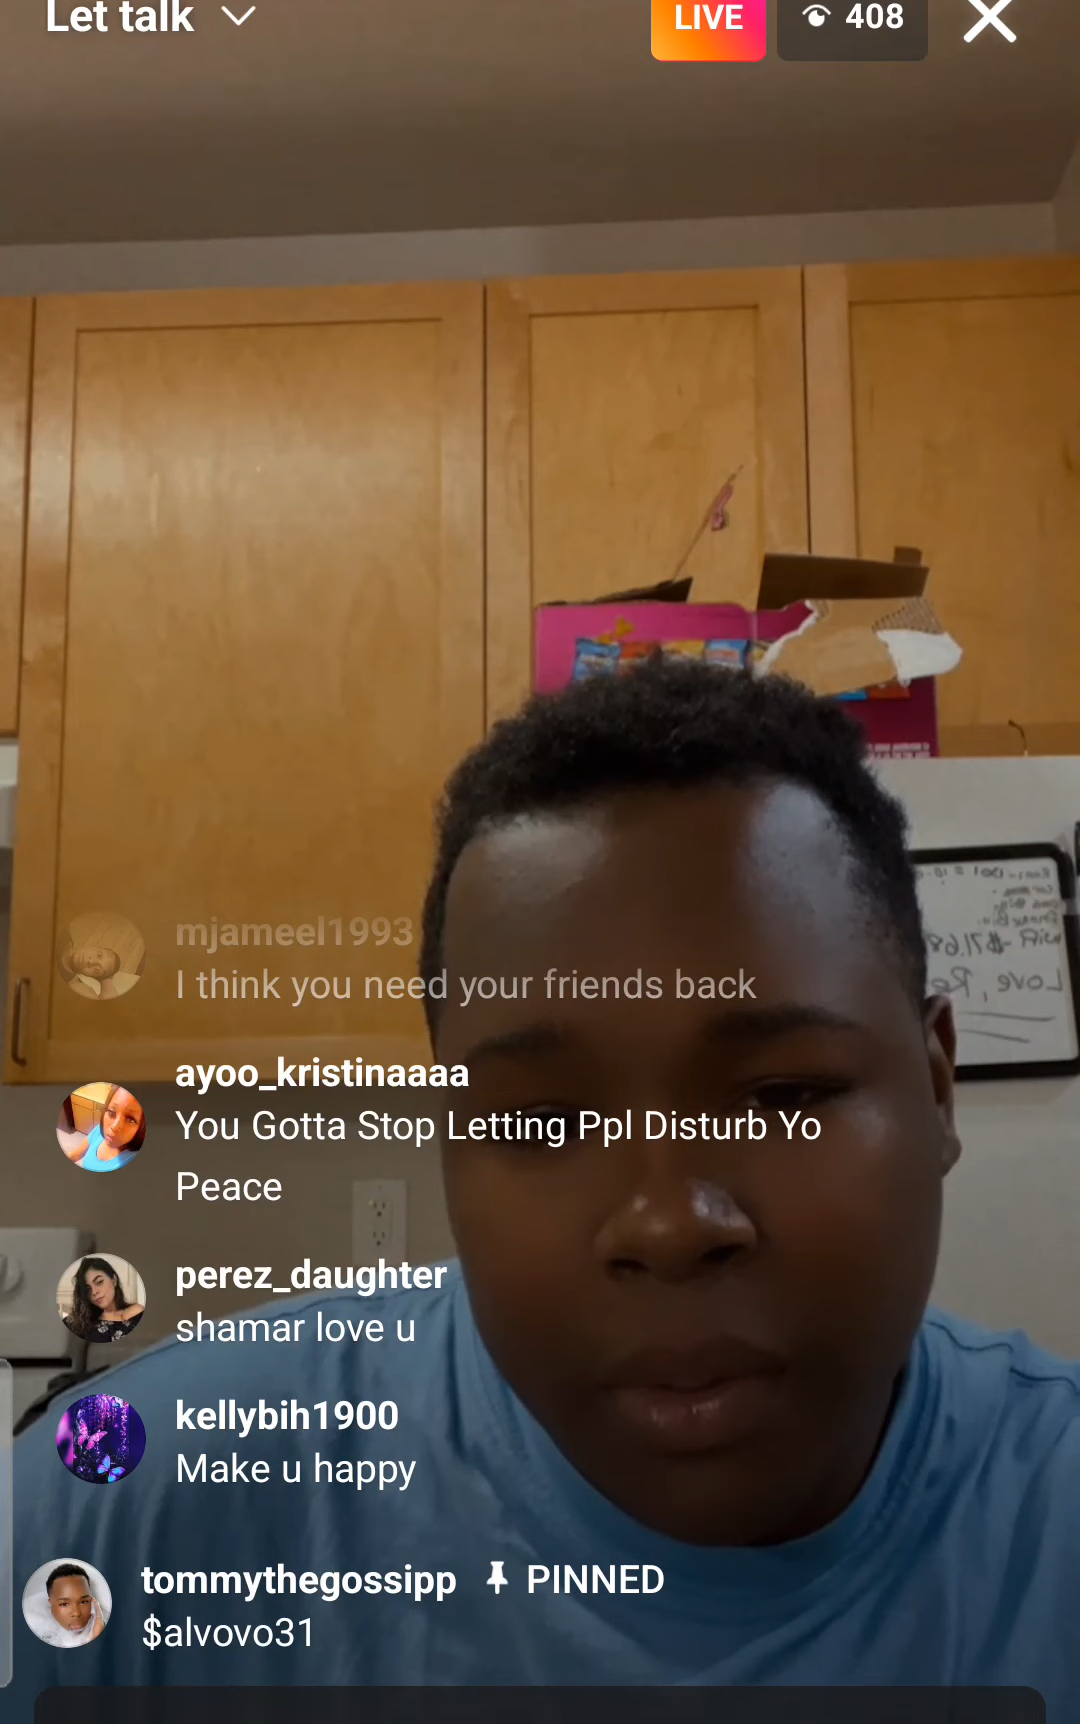 Let talk
LIVE
408
mjameel1993
I think you need your friends back
ayoo_kristinaaaa
You Gotta Stop Letting Ppl Disturb Yo
Peace
perez_daughter
shamar love u
kellybih1900
Make u happy
tommythegossipp PINNED
$alvovo31
Love,